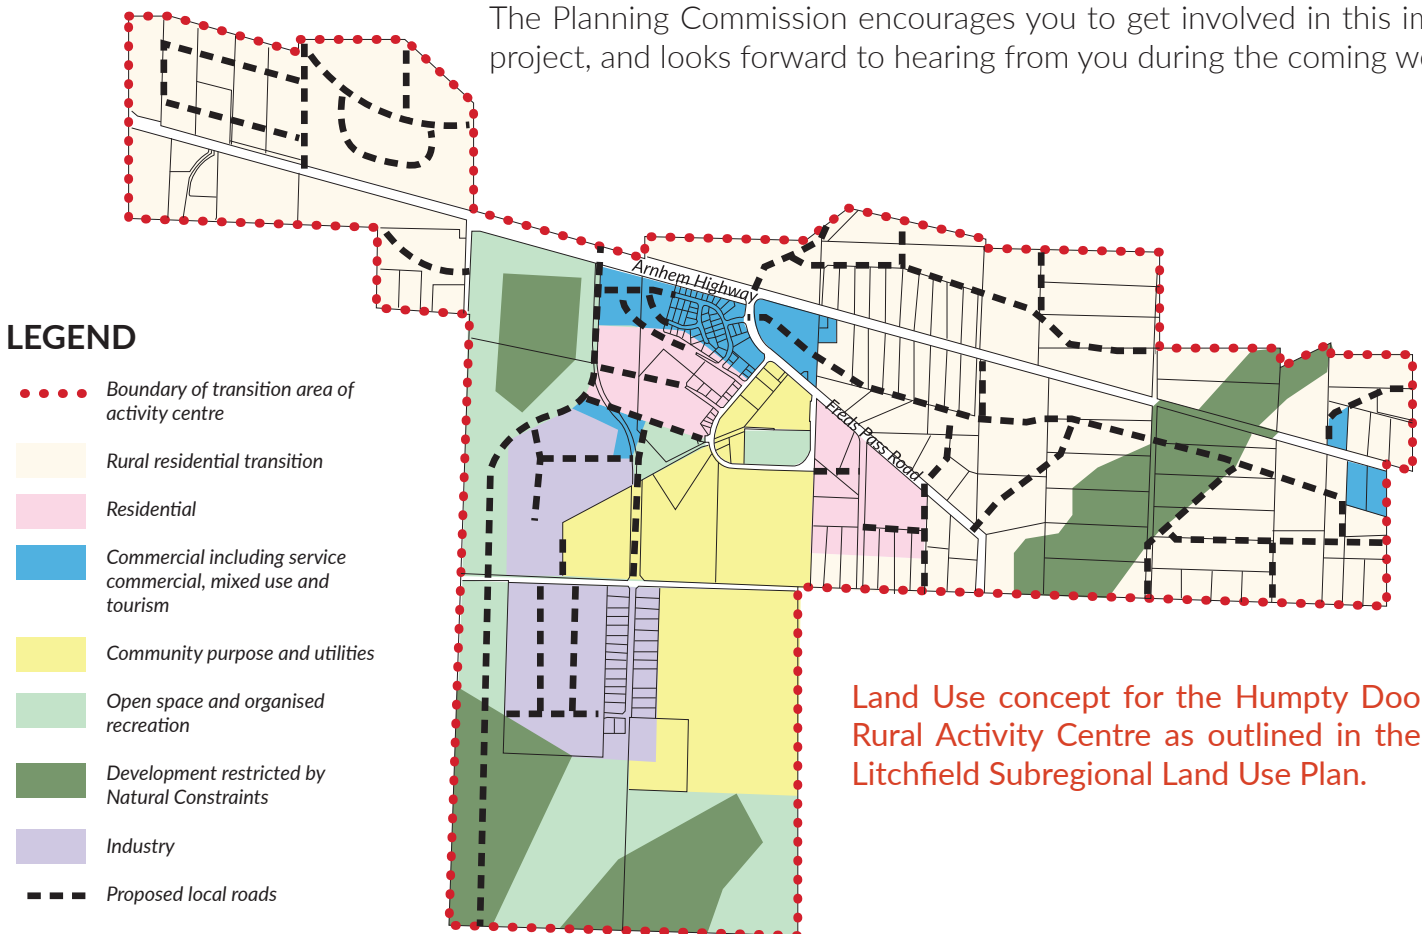 The Planning Commission encourages you to get involved in this
project, and looks forward to hearing from you during the coming
Arnhem Highway
Freds Pass Road
LEGEND
Boundary of transition area of
activity centre
Rural residential transition
Residential
Commercial including service
commercial, mixed use and
tourism
Community purpose and utilities
Open space and organised
recreation
Development restricted by
Natural Constraints
Industry
Proposed local roads
Land Use concept for the Humpty Doo
Rural Activity Centre as outlined in the
Litchfield Subregional Land Use Plan.